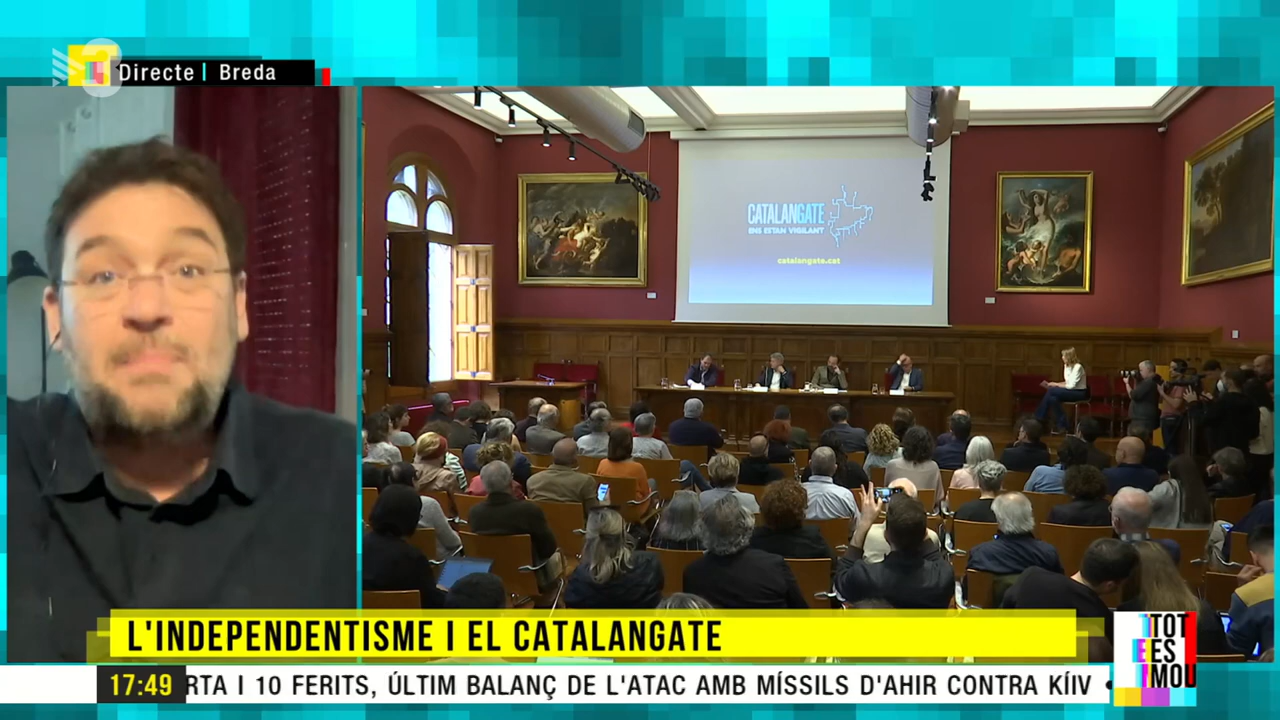 3
Directe | Breda
CATALANGATE
ENS ESTAN VIGILANT
catalangate.cat
L'INDEPENDENTISME I EL CATALANGATE
17:49
RTA I 10 FERITS, ÚLTIM BALANÇ DE L'ATAC AMB MÍSSILS D'AHIR CONTRA KÍIV •
TOT
ES
MOU